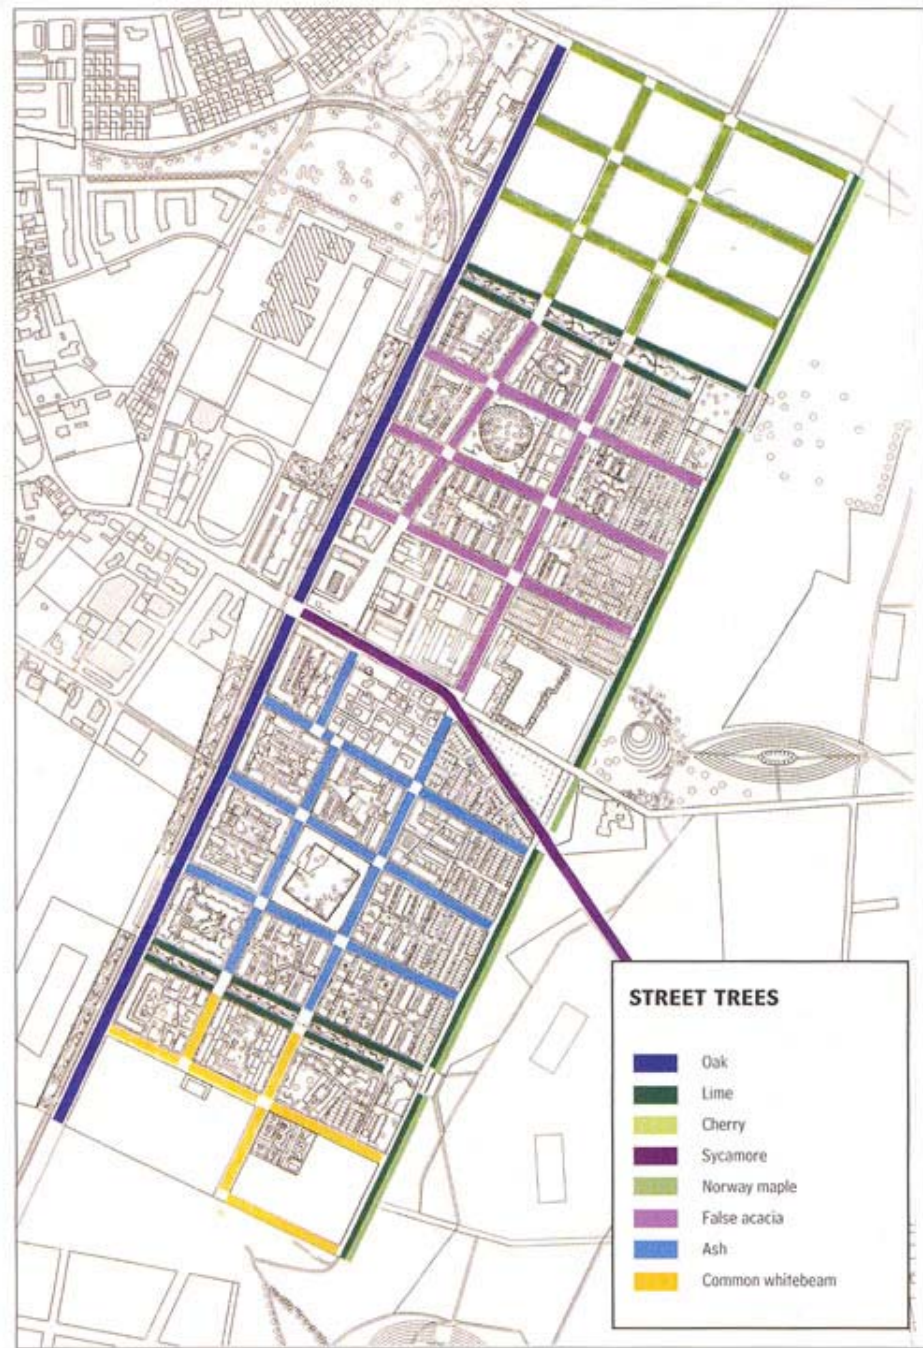 STREET TREES
Oak
Lime
Cherry
Sycamore
Norway maple
False acacia
Ash
Common whitebeam